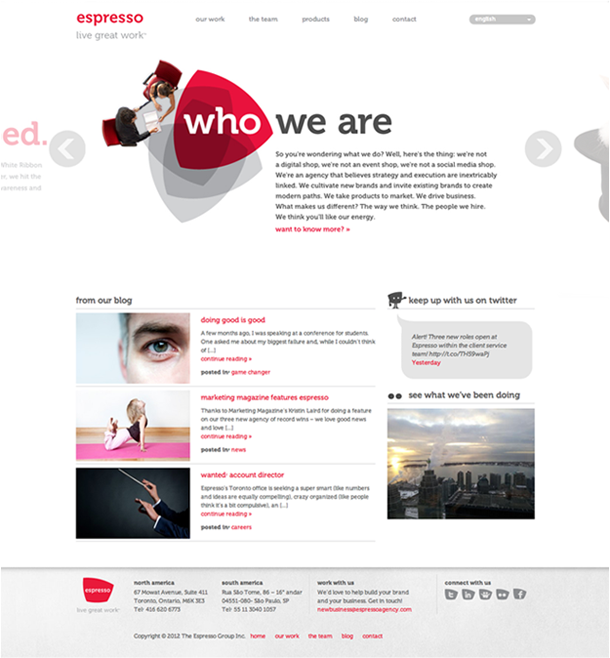 espresso
live great work™
our work
the team
products
blog
contact
english
ed.
White Ribbon
er, we hit the
wareness and
who we are
So you're wondering what we do? Well, here's the thing: we're not
a digital shop, we're not an event shop, we're not a social media shop.
We're an agency that believes strategy and execution are inextricably
linked. We cultivate new brands and invite existing brands to create
modern paths. We take products to market. We drive business.
What makes us different? The way we think. The people we hire.
We think you'll like our energy.
want to know more? »
from our blog
doing good is good
A few months ago, I was speaking at a conference for students.
One asked me about my biggest failure and, while I couldn't think
of [...]
continue reading »
posted in: game changer
marketing magazine features espresso
Thanks to Marketing Magazine's Kristin Laird for doing a feature
on our three new agency of record wins – we love good news
and love [...]
continue reading »
posted in: news
wanted: account director
Espresso's Toronto office is seeking a super smart (like numbers
and ideas are equally compelling), crazy organized (like people
think it's a bit compulsive), an [...]
continue reading »
posted in: careers
keep up with us on twitter
Alert! Three new roles open at
Espresso within the client service
team! http://t.co/THS9waPj
Yesterday
see what we've been doing
espresso
live great work™
north america
67 Mowat Avenue, Suite 411
Toronto, Ontario, M6K 3E3
Tel: 416 620 6773
south america
Rua São Tome, 86 – 16° andar
04551-080- São Paulo, SP
Tel: 55 11 3040 1057
work with us
We'd love to help build your brand
and your business. Get in touch!
newbusiness@espressoagency.com
connect with us
Copyright © 2012 The Espresso Group Inc. home our work the team blog contact